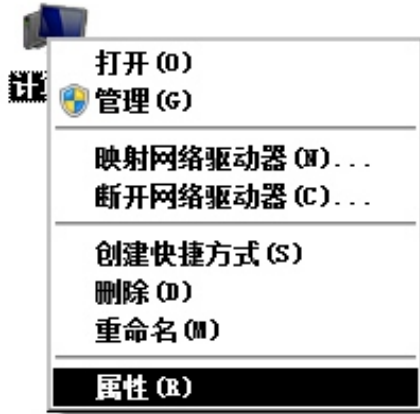 计
打开(O)
管理(G)
映射网络驱动器(N)...
断开网络驱动器(C)...
创建快捷方式(S)
删除(D)
重命名(M)
属性(R)